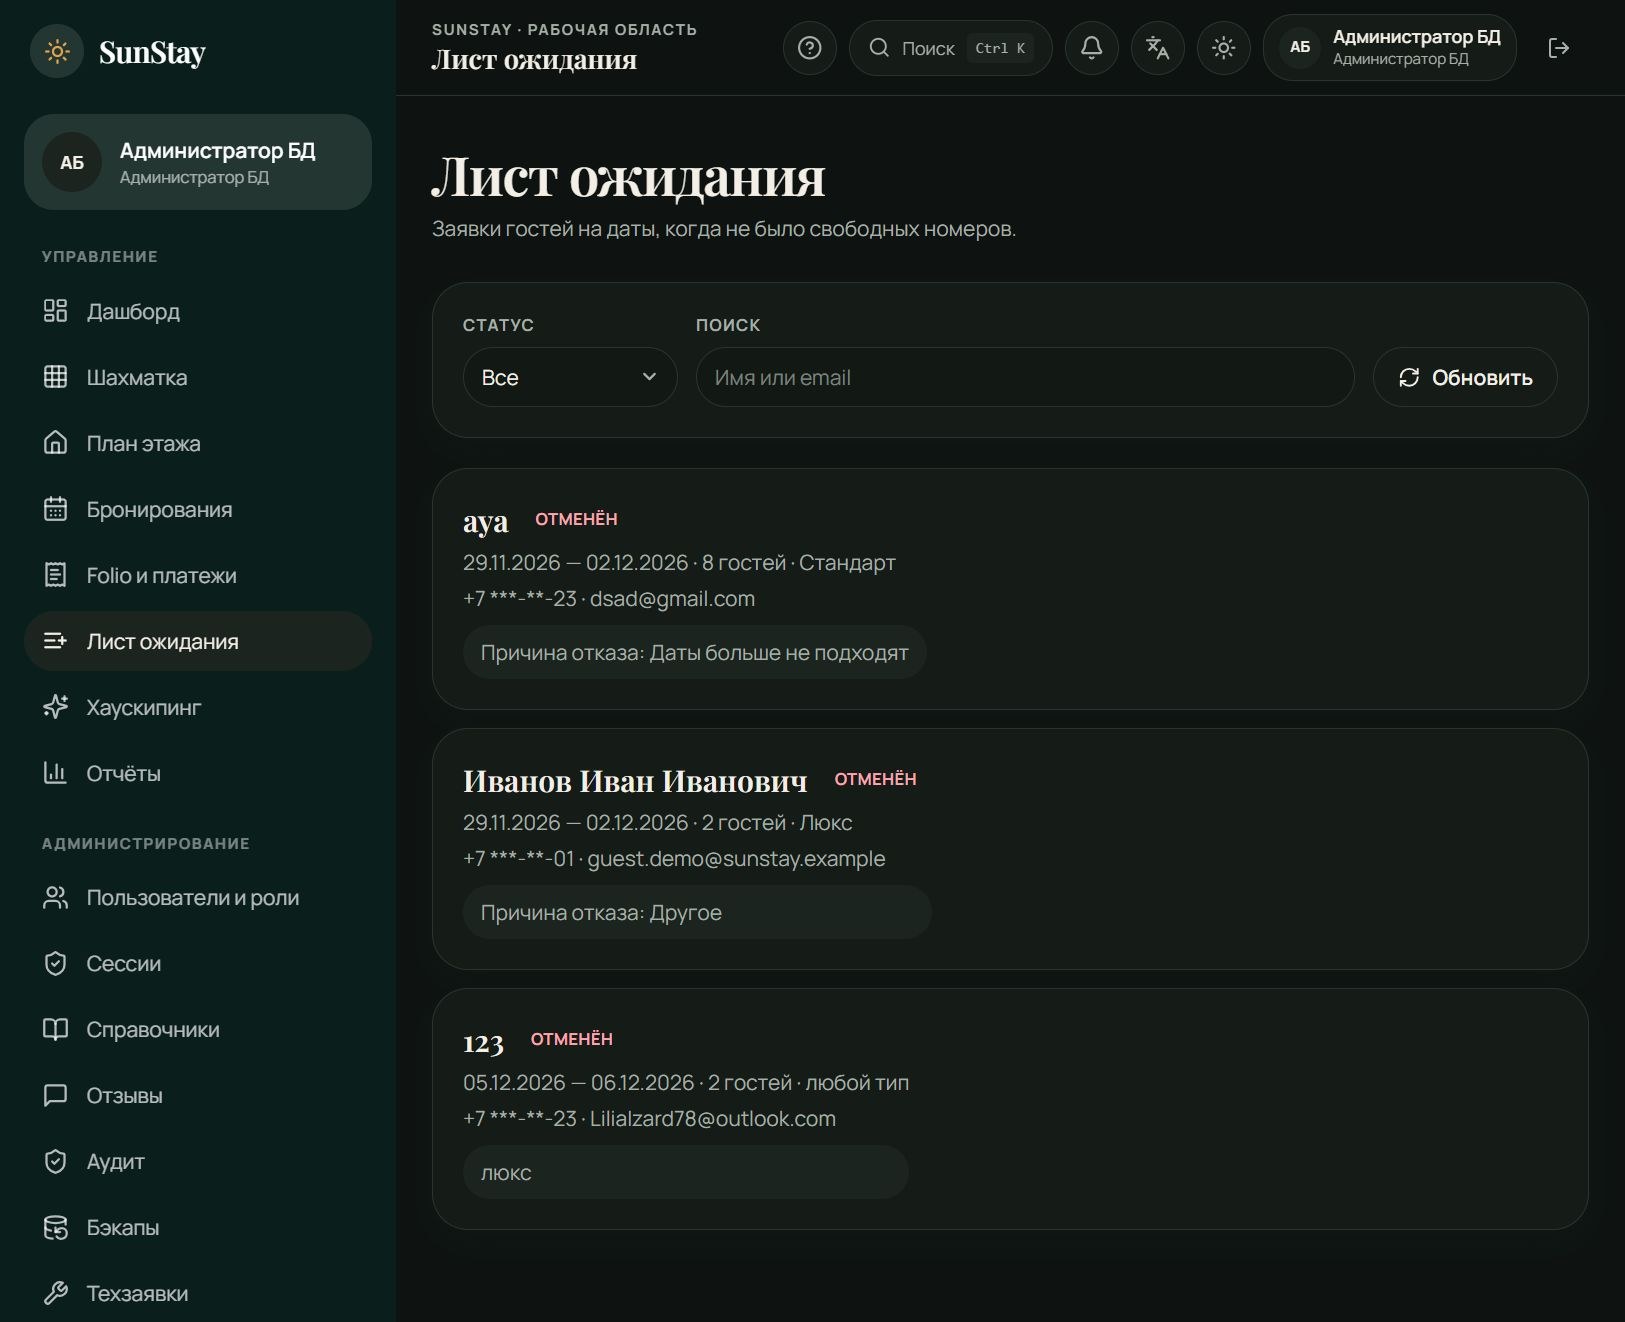 SunStay
Администратор БД
АБ
Администратор БД
УПРАВЛЕНИЕ
Дашборд
Шахматка
План этажа
Бронирования
Folio и платежи
Лист ожидания
Хаускипинг
Отчёты
АДМИНИСТРИРОВАНИЕ
Пользователи и роли
Сессии
Справочники
Отзывы
Аудит
Бэкапы
Техзаявки
SUNSTAY · РАБОЧАЯ ОБЛАСТЬ
Лист ожидания
Поиск Ctrl K
АБ
Администратор БД
Администратор БД
Лист ожидания
Заявки гостей на даты, когда не было свободных номеров.
СТАТУС ПОИСК
Все Имя или email Обновить
aya ОТМЕНЁН
29.11.2026 — 02.12.2026 · 8 гостей · Стандарт
+7 ***-**-23 · dsad@gmail.com
Причина отказа: Даты больше не подходят
Иванов Иван Иванович ОТМЕНЁН
29.11.2026 — 02.12.2026 · 2 гостей · Люкс
+7 ***-**-01 · guest.demo@sunstay.example
Причина отказа: Другое
123 ОТМЕНЁН
05.12.2026 — 06.12.2026 · 2 гостей · любой тип
+7 ***-**-23 · Lilialzard78@outlook.com
люкс